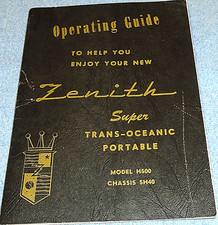 Operating Guide
TO HELP YOU
ENJOY YOUR NEW
Zenith
Super
TRANS-OCEANIC
PORTABLE
MODEL H500
CHASSIS 5H40